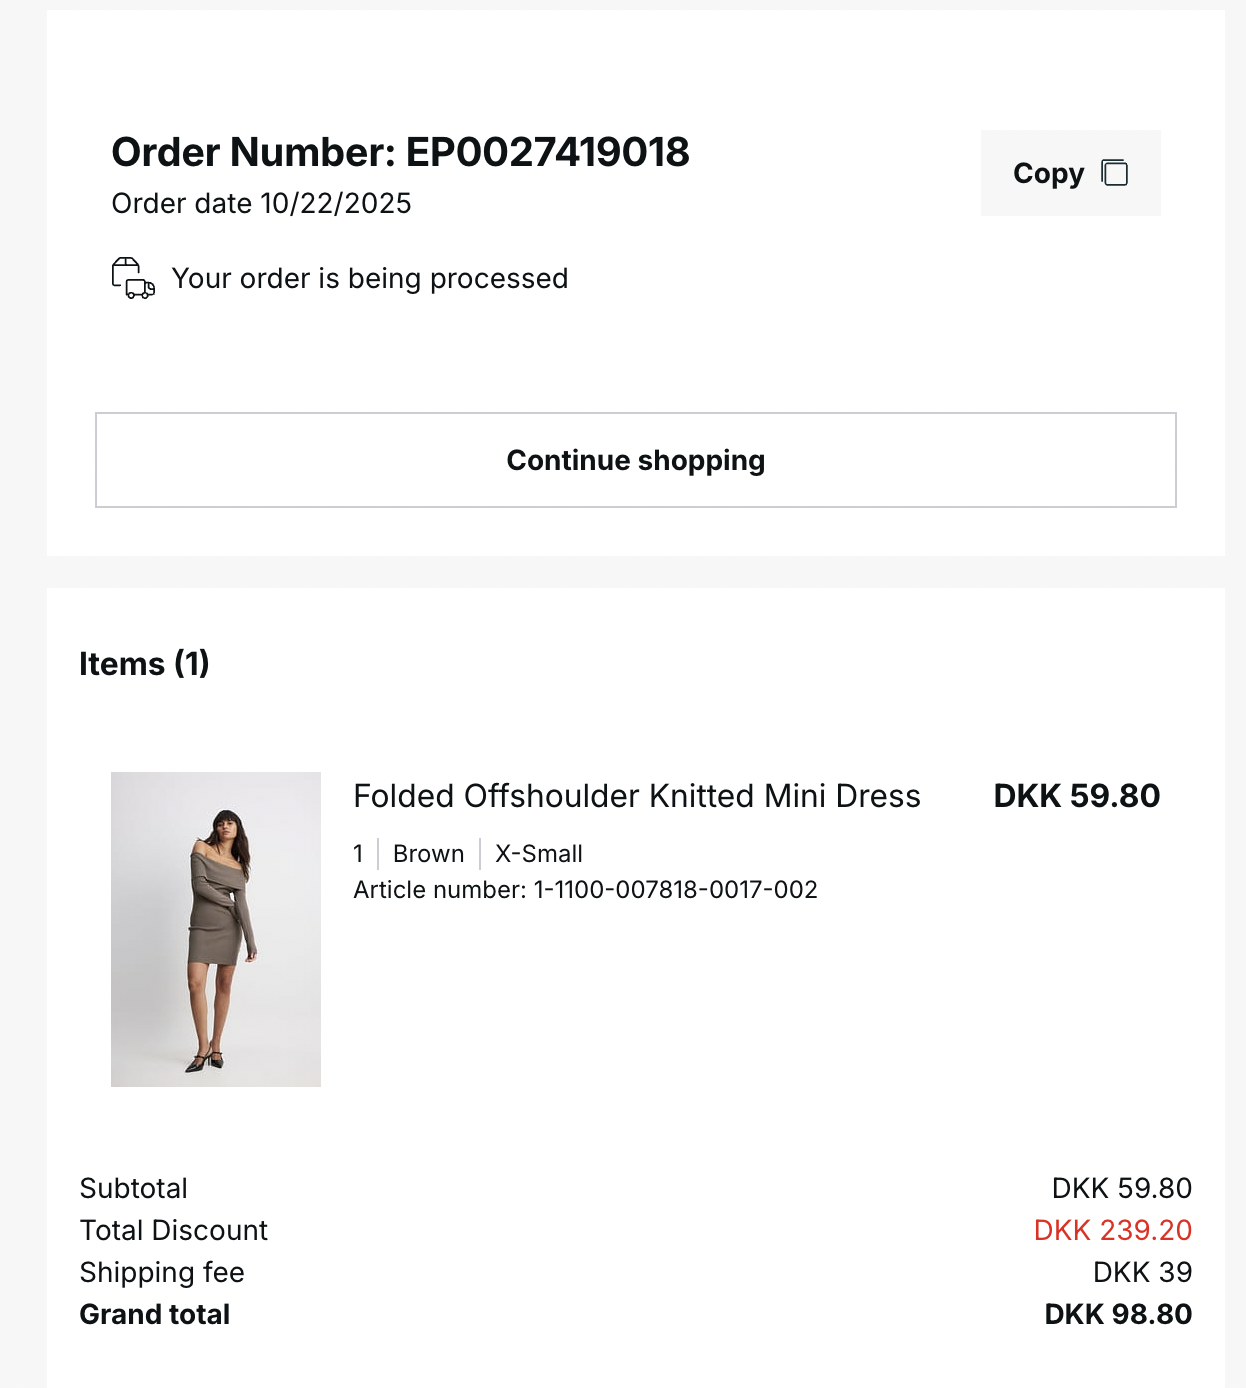 Order Number: EP0027419018
Copy
Order date 10/22/2025
Your order is being processed
Continue shopping
Items (1)
Folded Offshoulder Knitted Mini Dress
DKK 59.80
1 | Brown | X-Small
Article number: 1-1100-007818-0017-002
Subtotal DKK 59.80
Total Discount DKK 239.20
Shipping fee DKK 39
Grand total DKK 98.80